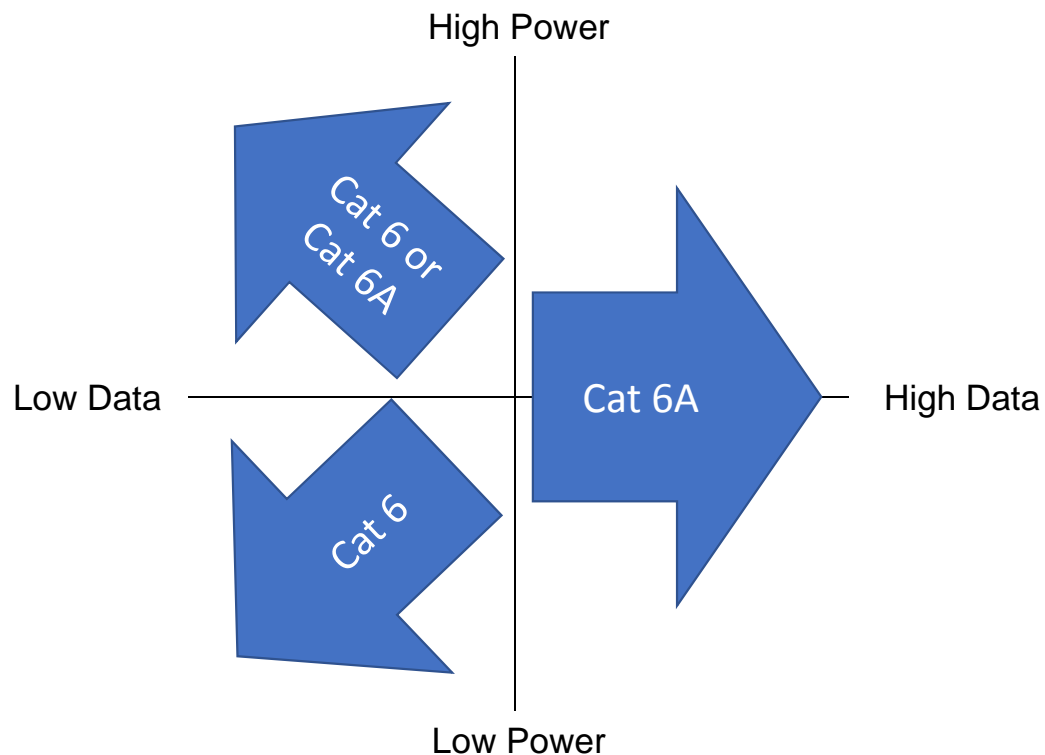 High Power
Cat 6 or
Cat 6A
Low Data
Cat 6A
High Data
Cat 6
Low Power